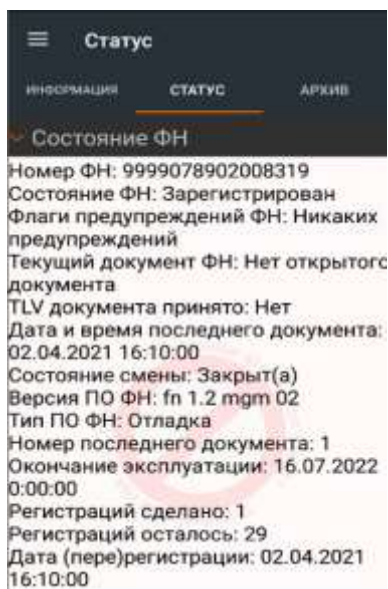 Статус
ИНФОРМАЦИЯ СТАТУС АРХИВ
Состояние ФН
Номер ФН: 9999078902008319
Состояние ФН: Зарегистрирован
Флаги предупреждений ФН: Никаких
предупреждений
Текущий документ ФН: Нет открытого
документа
TLV документа принято: Нет
Дата и время последнего документа:
02.04.2021 16:10:00
Состояние смены: Закрыт(а)
Версия ПО ФН: fn 1.2 mgm 02
Тип ПО ФН: Отладка
Номер последнего документа: 1
Окончание эксплуатации: 16.07.2022
0:00:00
Регистраций сделано: 1
Регистраций осталось: 29
Дата (пере)регистрации: 02.04.2021
16:10:00